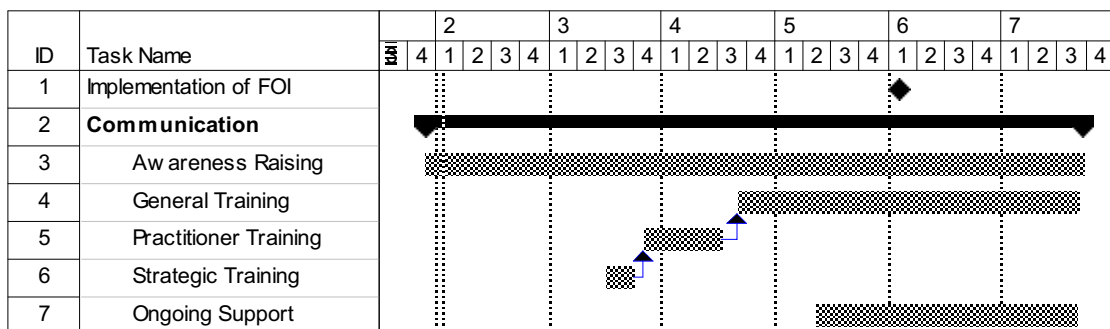 2 3 4 5 6 7
ID Task Name 4 1 2 3 4 1 2 3 4 1 2 3 4 1 2 3 4 1 2 3 4 1 2 3 4
1 Implementation of FOI
2 Communication
3 Awareness Raising
4 General Training
5 Practitioner Training
6 Strategic Training
7 Ongoing Support